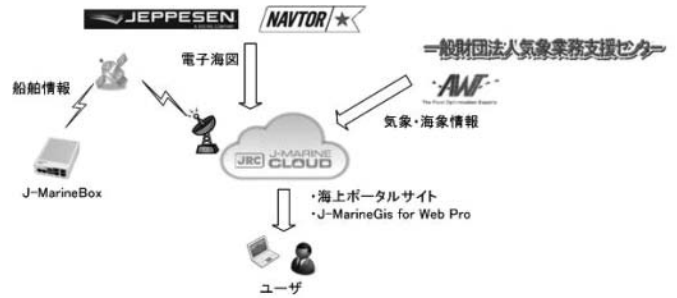 JEPPESEN
NAVTOR
電子海図
一般財団法人気象業務支援センター
AWT
気象・海象情報
船舶情報
JRC J-MARINE CLOUD
J-MarineBox
・海上ポータルサイト
・J-MarineGis for Web Pro
ユーザ